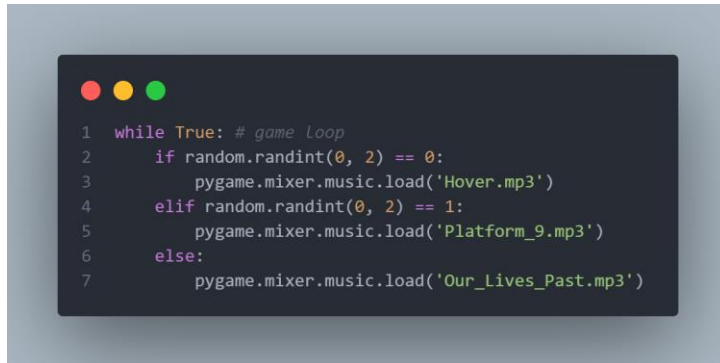 1 while True: # game loop
2     if random.randint(0, 2) == 0:
3         pygame.mixer.music.load('Hover.mp3')
4     elif random.randint(0, 2) == 1:
5         pygame.mixer.music.load('Platform_9.mp3')
6     else:
7         pygame.mixer.music.load('Our_Lives_Past.mp3')